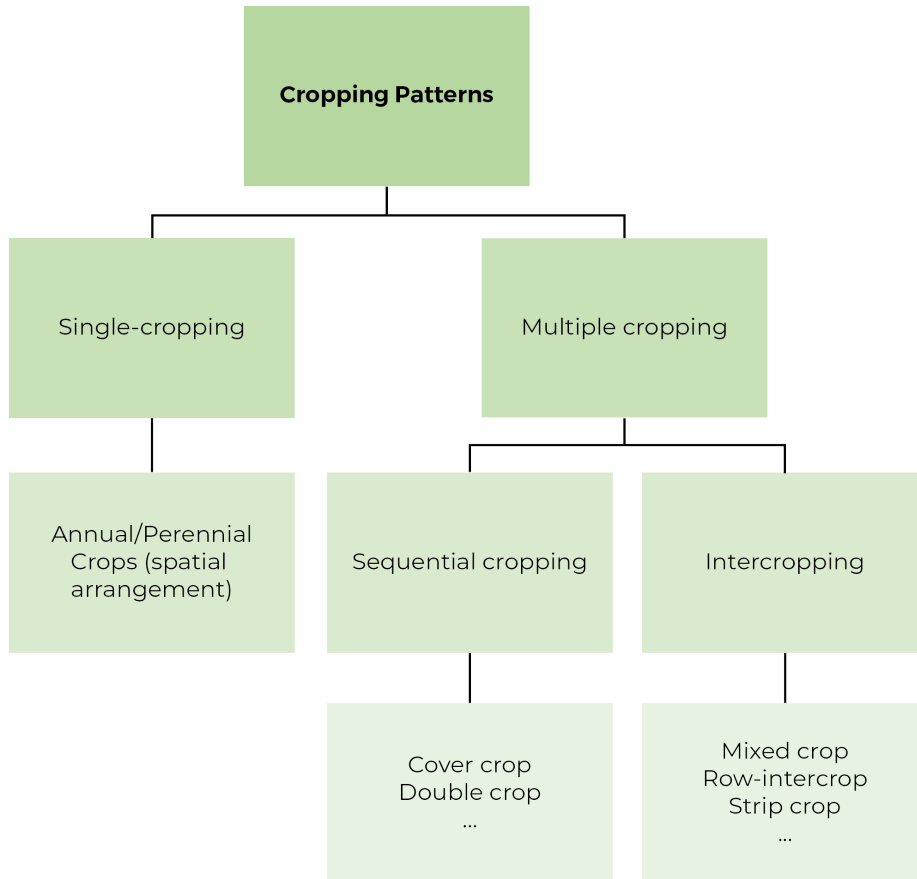 Cropping Patterns
Single-cropping
Multiple cropping
Annual/Perennial
Crops (spatial
arrangement)
Sequential cropping
Intercropping
Cover crop
Double crop
...
Mixed crop
Row-intercrop
Strip crop
...